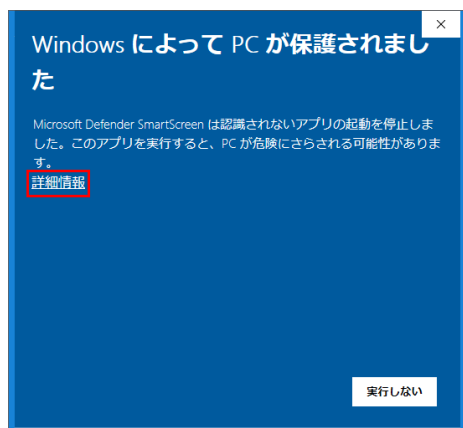 Windows によって PC が保護されまし
た
Microsoft Defender SmartScreen は認識されないアプリの起動を停止しま
した。このアプリを実行すると、PC が危険にさらされる可能性がありま
す。
詳細情報
実行しない